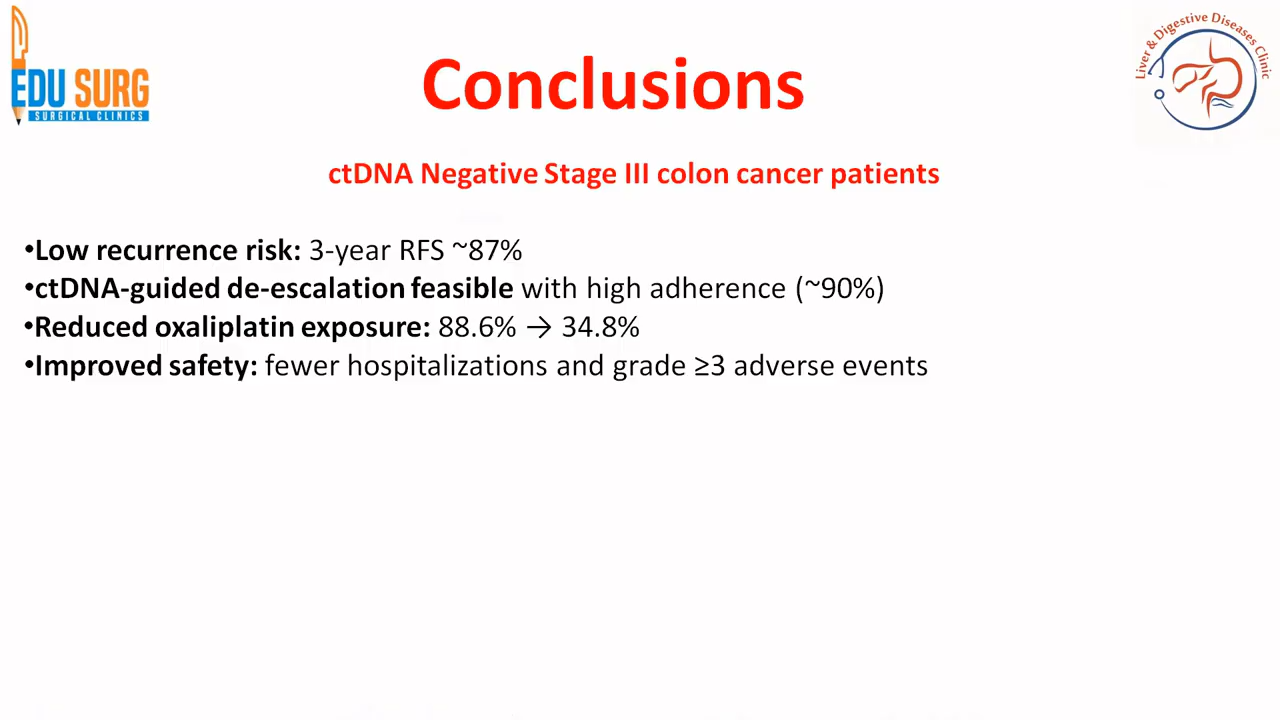 EDU SURG
SURGICAL CLINICS
Liver & Digestive Diseases Clinic
Conclusions
ctDNA Negative Stage III colon cancer patients
•Low recurrence risk: 3-year RFS ~87%
•ctDNA-guided de-escalation feasible with high adherence (~90%)
•Reduced oxaliplatin exposure: 88.6% → 34.8%
•Improved safety: fewer hospitalizations and grade ≥3 adverse events